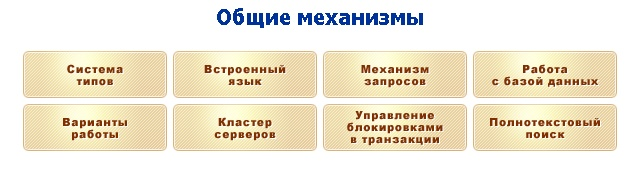 Общие механизмы
Система
типов
Встроенный
язык
Механизм
запросов
Работа
с базой данных
Варианты
работы
Кластер
серверов
Управление
блокировками
в транзакции
Полнотекстовый
поиск